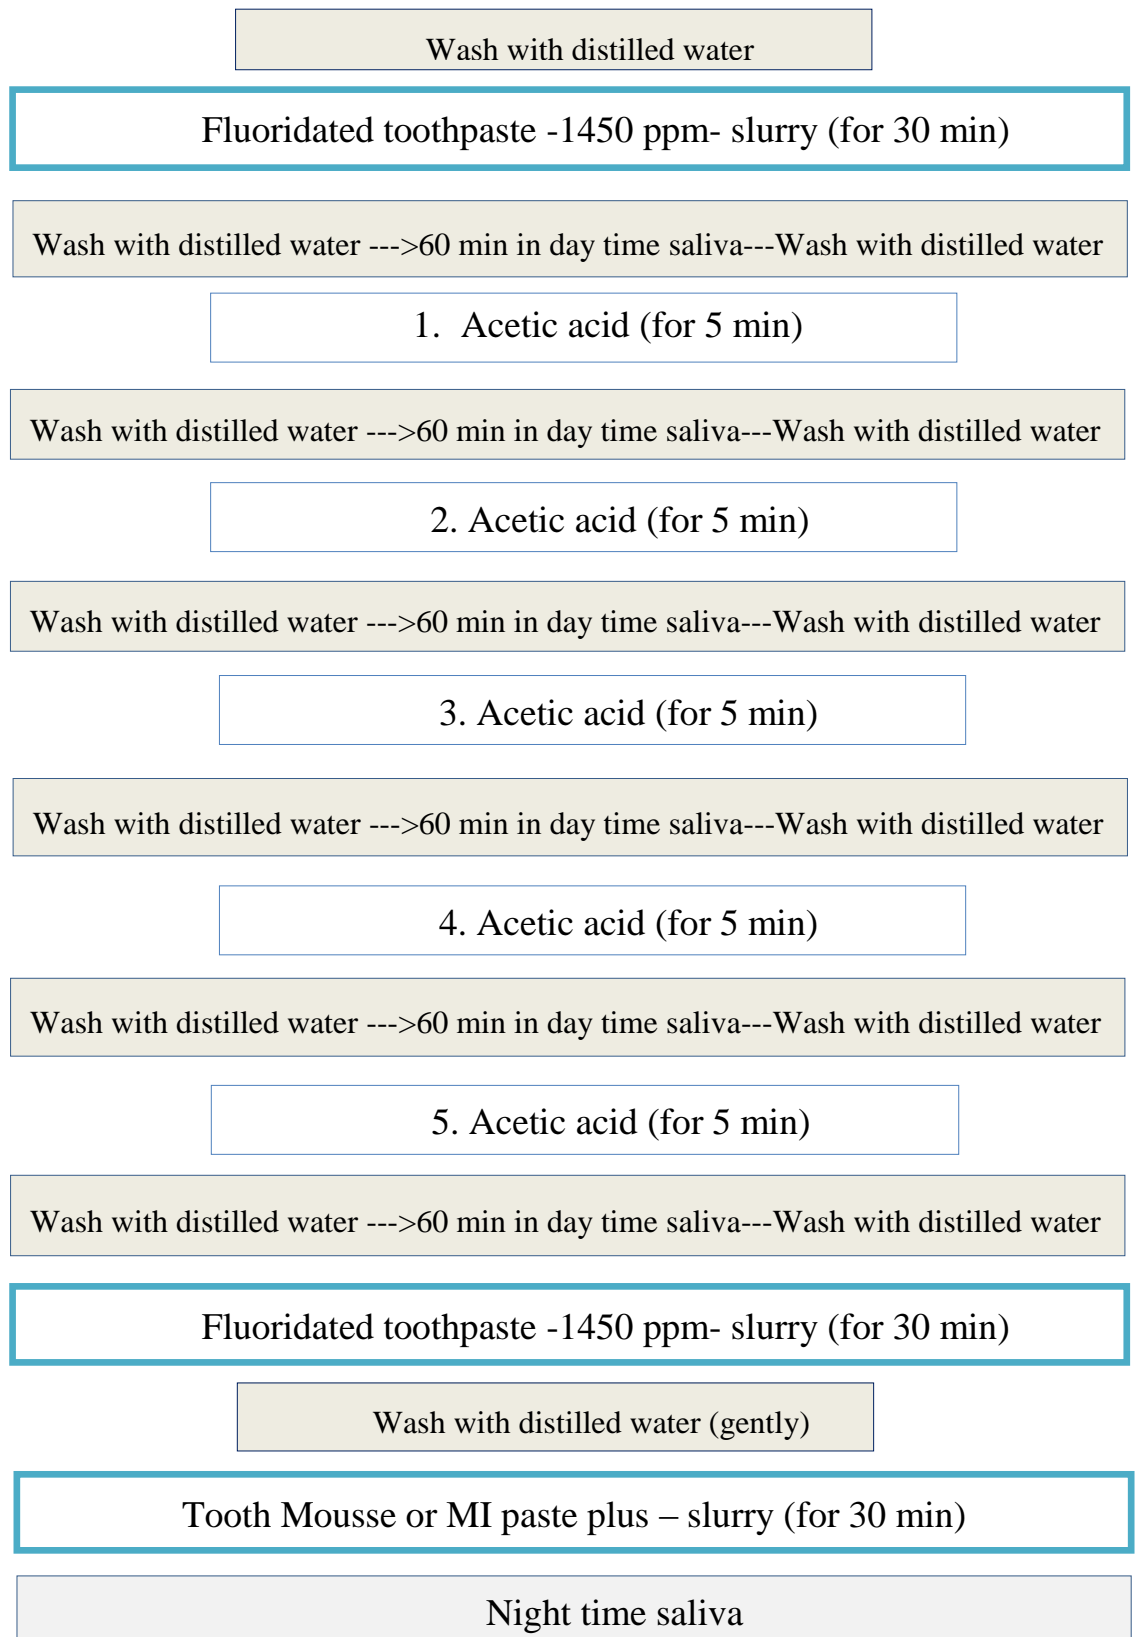 Wash with distilled water
Fluoridated toothpaste -1450 ppm- slurry (for 30 min)
Wash with distilled water --->60 min in day time saliva---Wash with distilled water
1. Acetic acid (for 5 min)
Wash with distilled water --->60 min in day time saliva---Wash with distilled water
2. Acetic acid (for 5 min)
Wash with distilled water --->60 min in day time saliva---Wash with distilled water
3. Acetic acid (for 5 min)
Wash with distilled water --->60 min in day time saliva---Wash with distilled water
4. Acetic acid (for 5 min)
Wash with distilled water --->60 min in day time saliva---Wash with distilled water
5. Acetic acid (for 5 min)
Wash with distilled water --->60 min in day time saliva---Wash with distilled water
Fluoridated toothpaste -1450 ppm- slurry (for 30 min)
Wash with distilled water (gently)
Tooth Mousse or MI paste plus – slurry (for 30 min)
Night time saliva